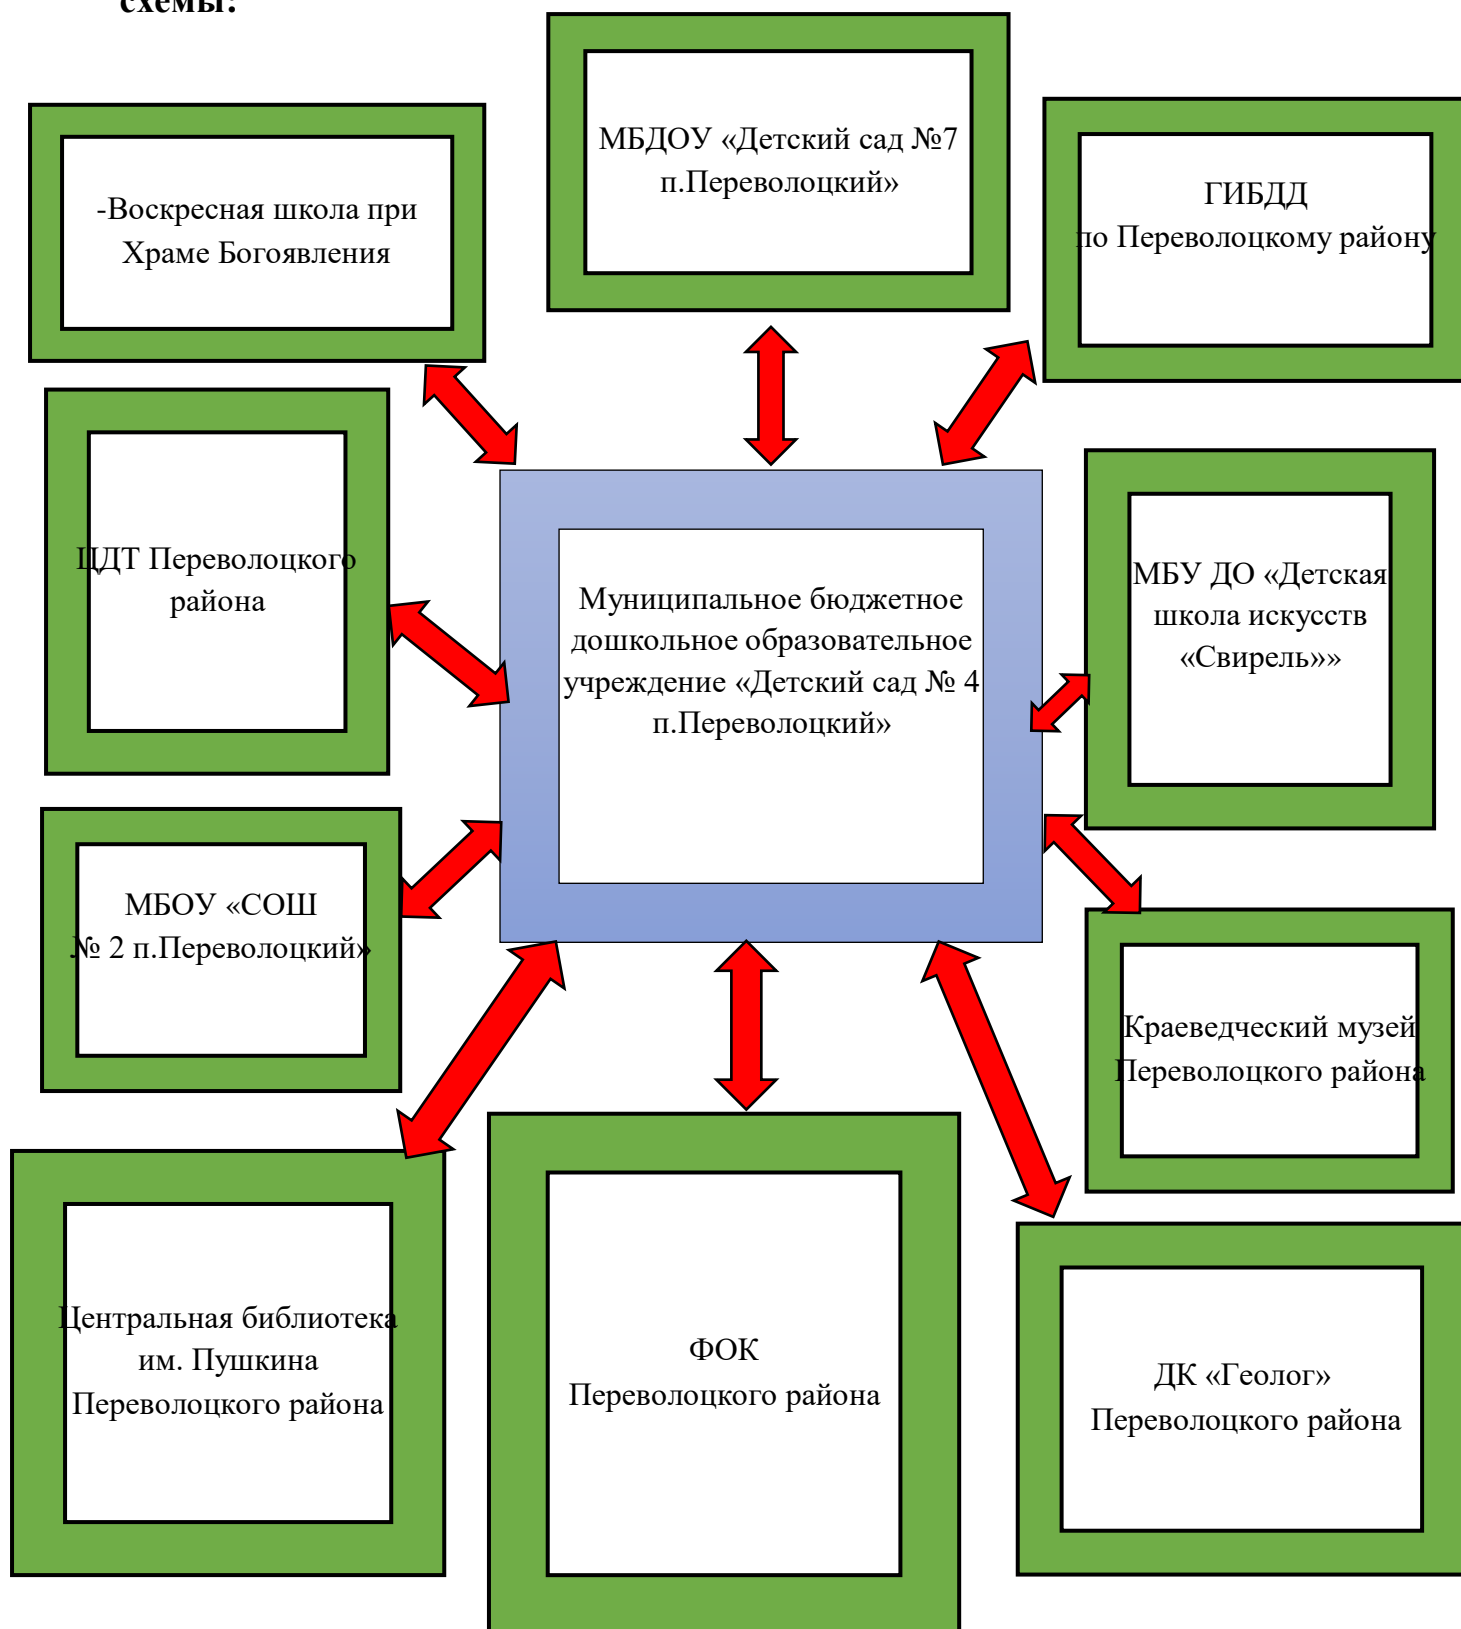 схемы:
МБДОУ «Детский сад №7
п.Переволоцкий»
-Воскресная школа при
Храме Богоявления
ГИБДД
по Переволоцкому району
ЦДТ Переволоцкого
района
Муниципальное бюджетное
дошкольное образовательное
учреждение «Детский сад № 4
п.Переволоцкий»
МБУ ДО «Детская
школа искусств
«Свирель»»
МБОУ «СОШ
№ 2 п.Переволоцкий»
Краеведческий музей
Переволоцкого района
Центральная библиотека
им. Пушкина
Переволоцкого района
ФОК
Переволоцкого района
ДК «Геолог»
Переволоцкого района